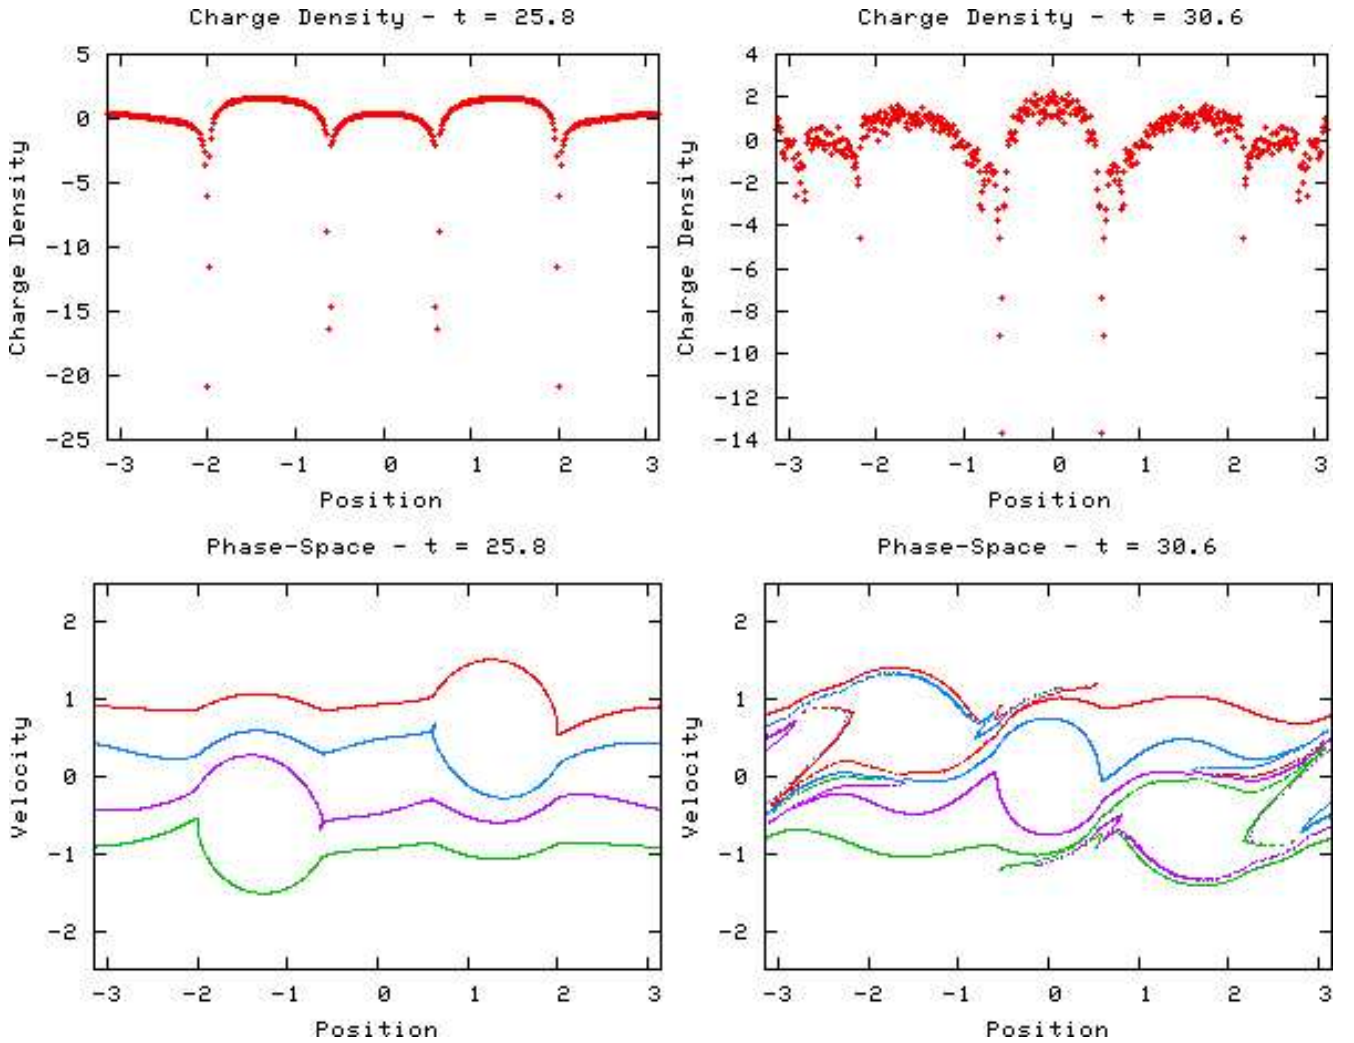 Charge Density - t = 25.8
5
0
-5
-10
-15
-20
-25
Charge Density
-3 -2 -1 0 1 2 3
Position
Charge Density - t = 30.6
4
2
0
-2
-4
-6
-8
-10
-12
-14
Charge Density
-3 -2 -1 0 1 2 3
Position
Phase-Space - t = 25.8
2
1
0
-1
-2
Velocity
-3 -2 -1 0 1 2 3
Position
Phase-Space - t = 30.6
2
1
0
-1
-2
Velocity
-3 -2 -1 0 1 2 3
Position